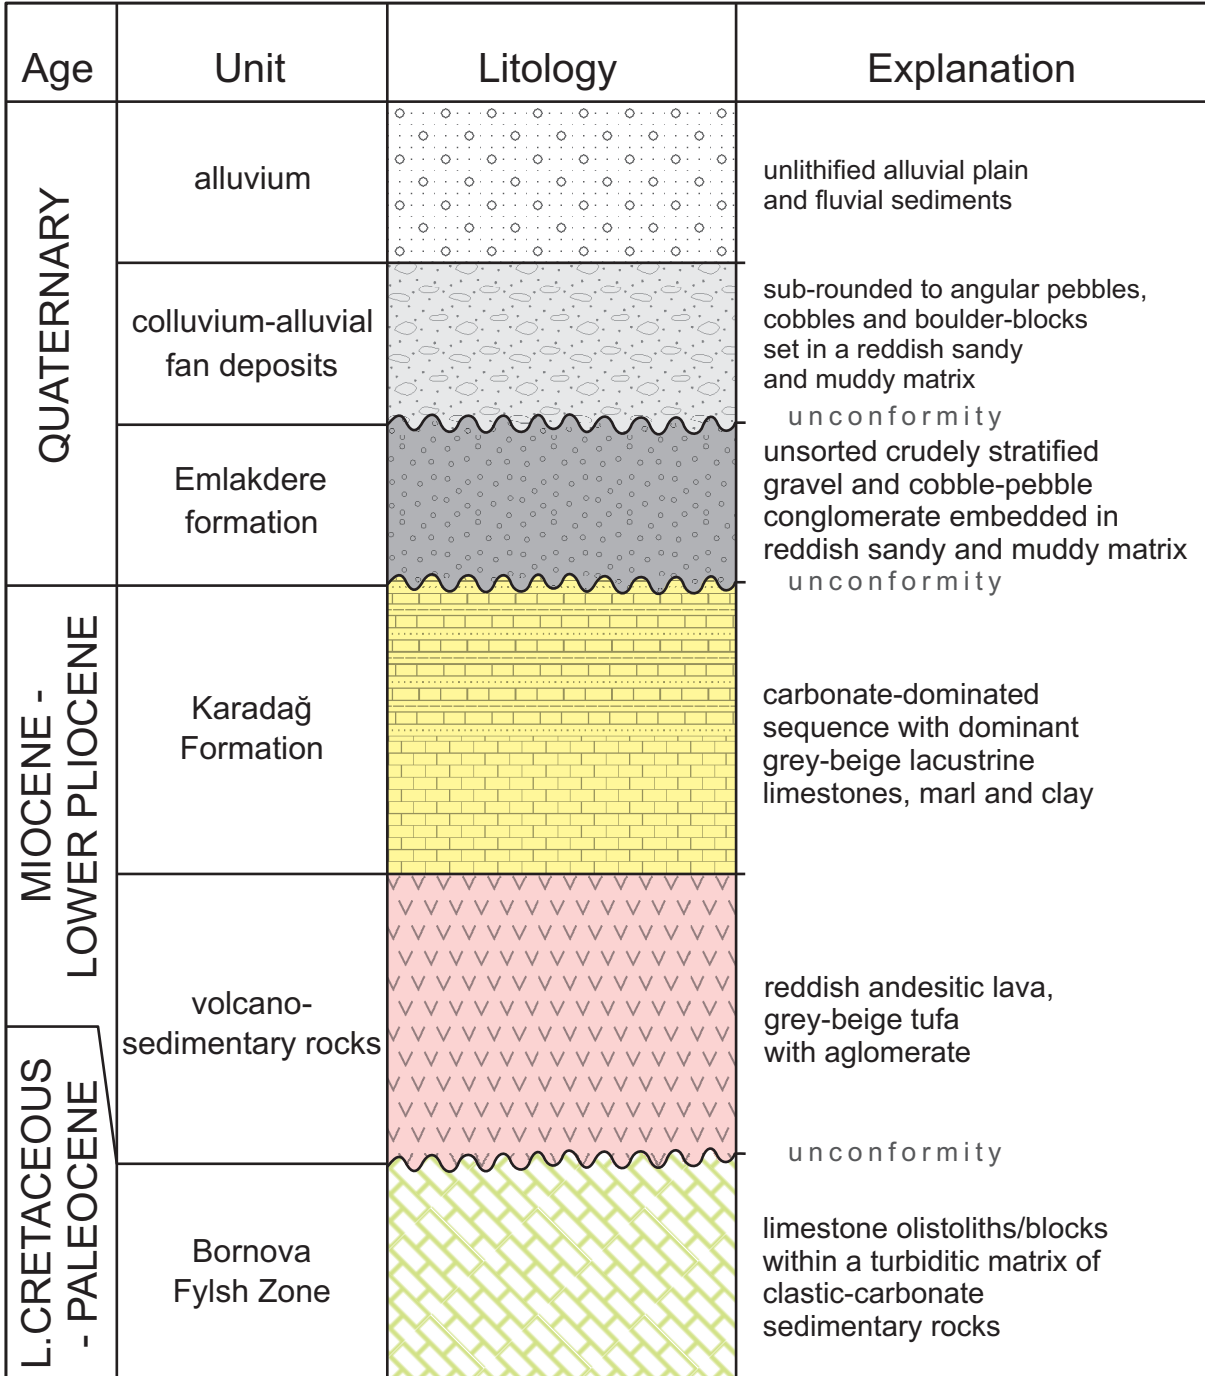 Age
Unit
Litology
Explanation
QUATERNARY
alluvium
unlithified alluvial plain
and fluvial sediments
colluvium-alluvial
fan deposits
sub-rounded to angular pebbles,
cobbles and boulder-blocks
set in a reddish sandy
and muddy matrix
unconformity
Emlakdere
formation
unsorted crudely stratified
gravel and cobble-pebble
conglomerate embedded in
reddish sandy and muddy matrix
unconformity
MIOCENE -
LOWER PLIOCENE
Karadağ
Formation
carbonate-dominated
sequence with dominant
grey-beige lacustrine
limestones, marl and clay
volcano-
sedimentary rocks
reddish andesitic lava,
grey-beige tufa
with aglomerate
unconformity
L.CRETACEOUS
- PALEOCENE
Bornova
Fylsh Zone
limestone olistoliths/blocks
within a turbiditic matrix of
clastic-carbonate
sedimentary rocks